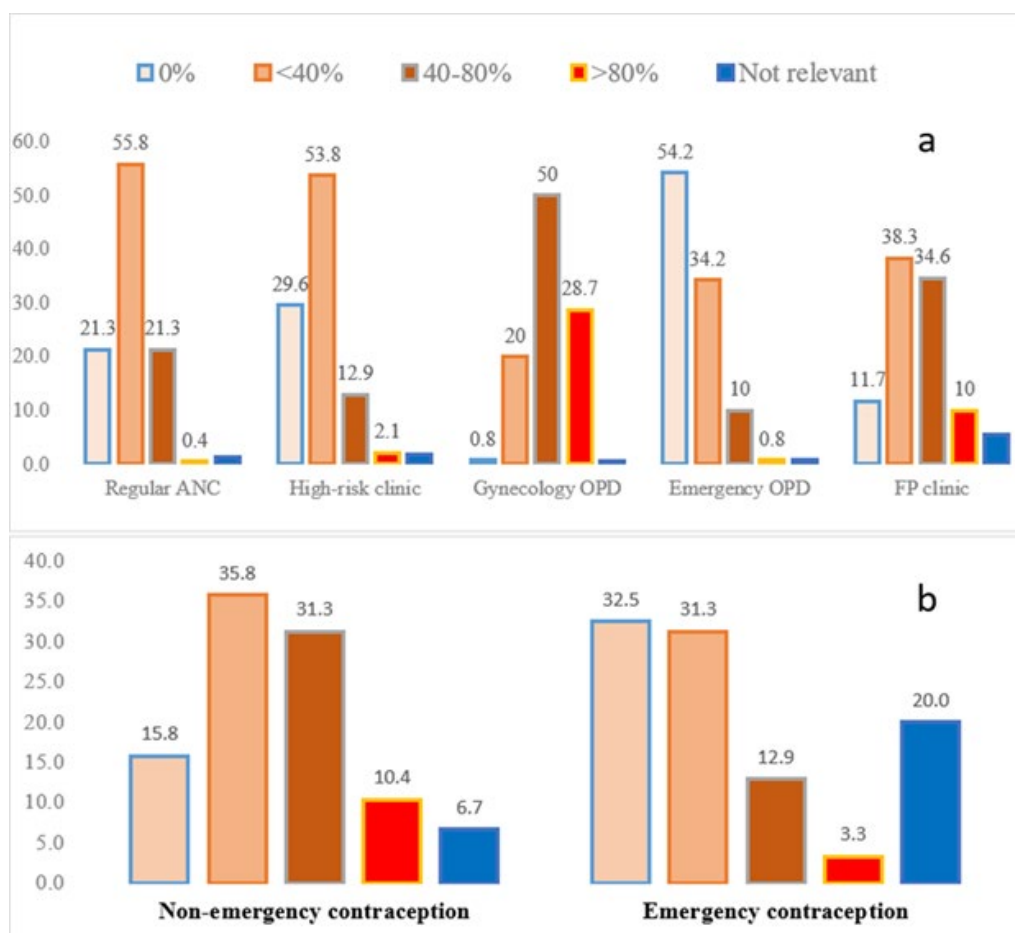 0% <40% 40-80% >80% Not relevant
a
60.0
50.0
40.0
30.0
20.0
10.0
0.0
21.3 55.8 21.3 0.4
29.6 53.8 12.9 2.1
0.8 20 50 28.7
54.2 34.2 10 0.8
11.7 38.3 34.6 10
Regular ANC High-risk clinic Gynecology OPD Emergency OPD FP clinic
b
40.0
35.0
30.0
25.0
20.0
15.0
10.0
5.0
0.0
15.8 35.8 31.3 10.4 6.7
32.5 31.3 12.9 3.3 20.0
Non-emergency contraception Emergency contraception